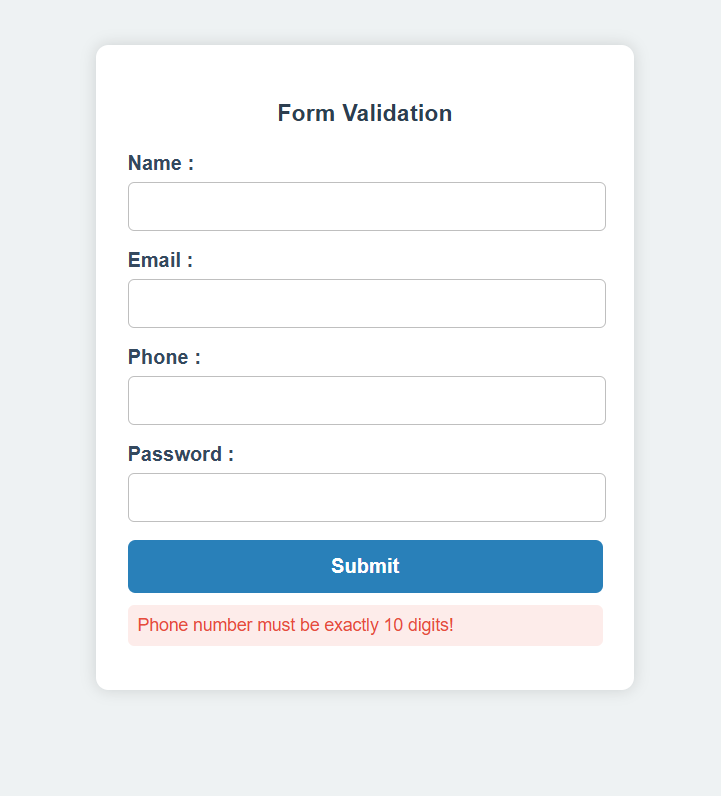 Form Validation
Name :
Email :
Phone :
Password :
Submit
Phone number must be exactly 10 digits!